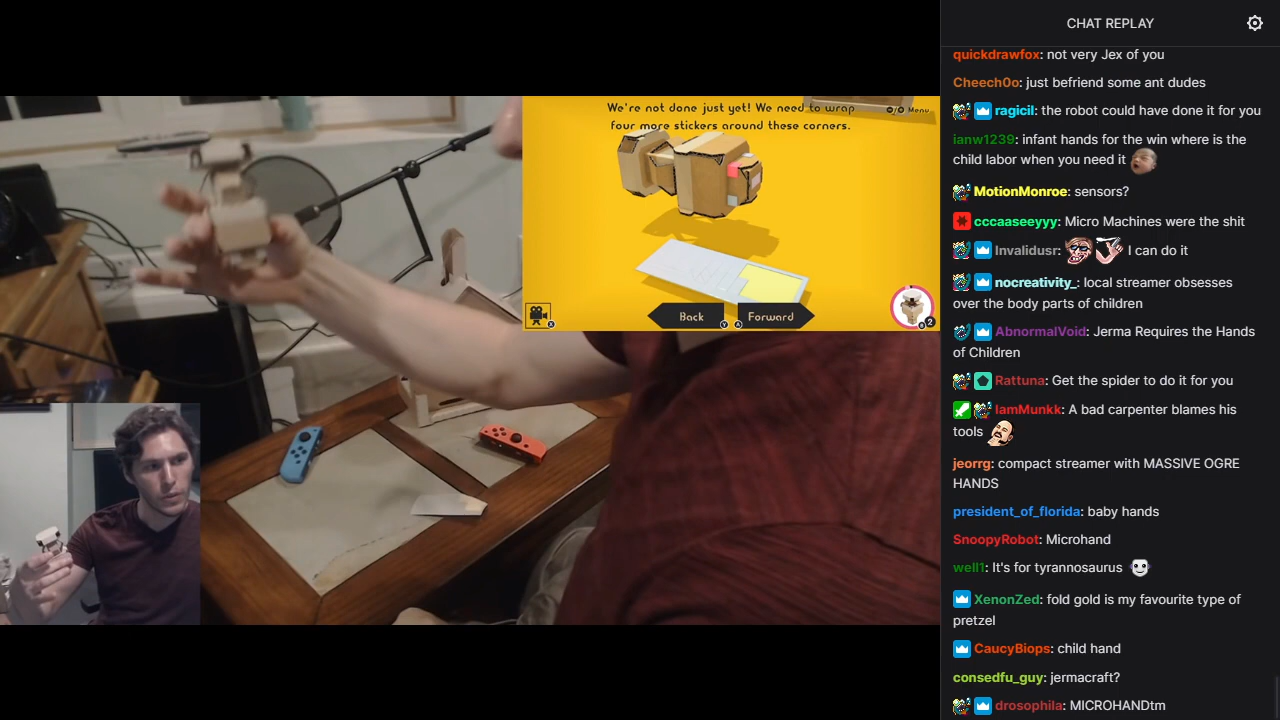 We're not done just yet! We need to wrap
four more stickers around these corners.
Menu
Back
Y
A
Forward
X
2
CHAT REPLAY
quickdrawfox: not very Jex of you
Cheech0o: just befriend some ant dudes
ragicil: the robot could have done it for you
ianw1239: infant hands for the win where is the
child labor when you need it
MotionMonroe: sensors?
cccaaseeyyy: Micro Machines were the shit
Invalidusr: I can do it
nocreativity_: local streamer obsesses
over the body parts of children
AbnormalVoid: Jerma Requires the Hands
of Children
Rattuna: Get the spider to do it for you
IamMunkk: A bad carpenter blames his
tools
jeorrg: compact streamer with MASSIVE OGRE
HANDS
president_of_florida: baby hands
SnoopyRobot: Microhand
well1: It's for tyrannosaurus
XenonZed: fold gold is my favourite type of
pretzel
CaucyBiops: child hand
consedfu_guy: jermacraft?
drosophila: MICROHANDtm